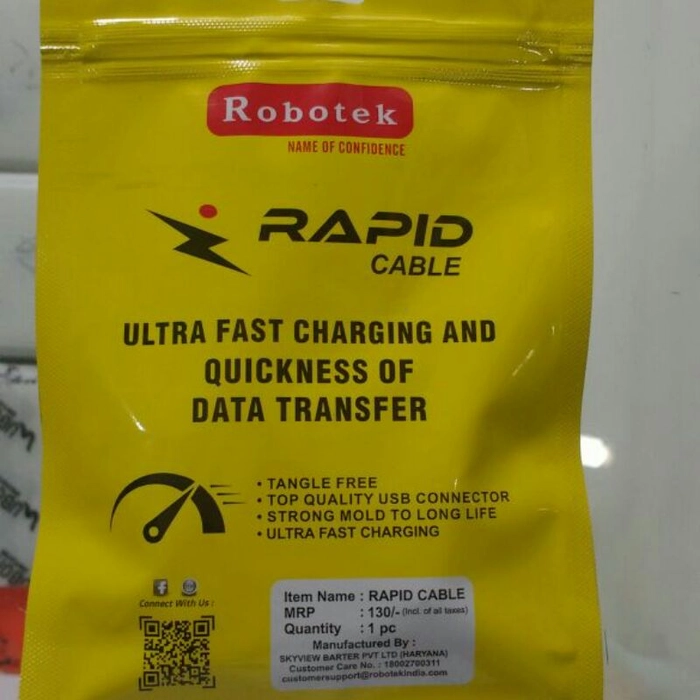 Robotek
NAME OF CONFIDENCE
RAPID
CABLE
ULTRA FAST CHARGING AND
QUICKNESS OF
DATA TRANSFER
• TANGLE FREE
• TOP QUALITY USB CONNECTOR
• STRONG MOLD TO LONG LIFE
• ULTRA FAST CHARGING
Connect With Us :
Item Name : RAPID CABLE
MRP : 130/- (Incl. of all taxes)
Quantity : 1 pc
Manufactured By :
SKYVIEW BARTER PVT LTD (HARYANA)
Customer Care No. : 18002700311
customersupport@robotakindia.com